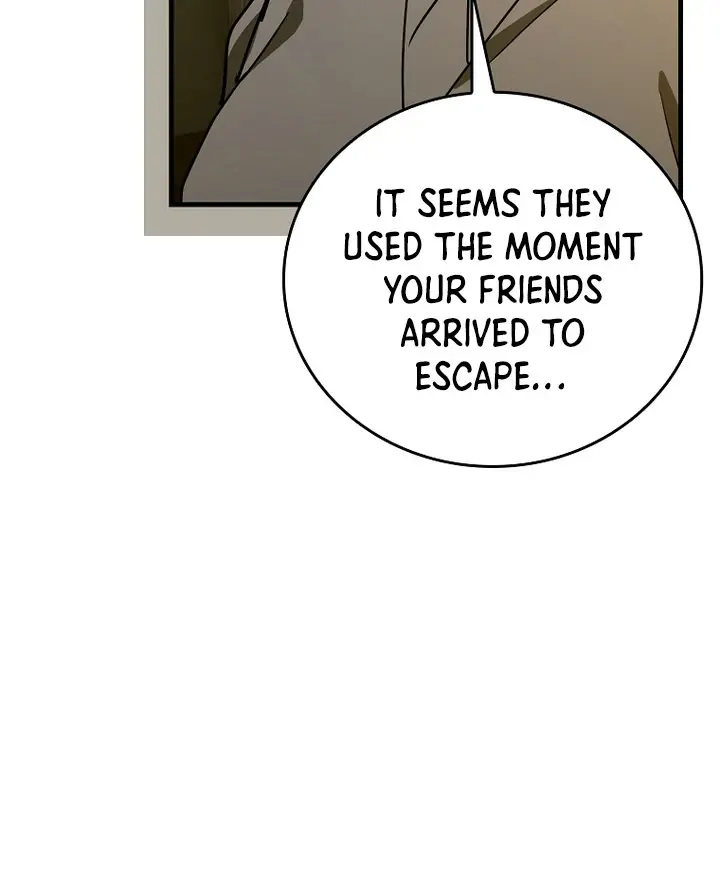 IT SEEMS THEY
USED THE MOMENT
YOUR FRIENDS
ARRIVED TO
ESCAPE...